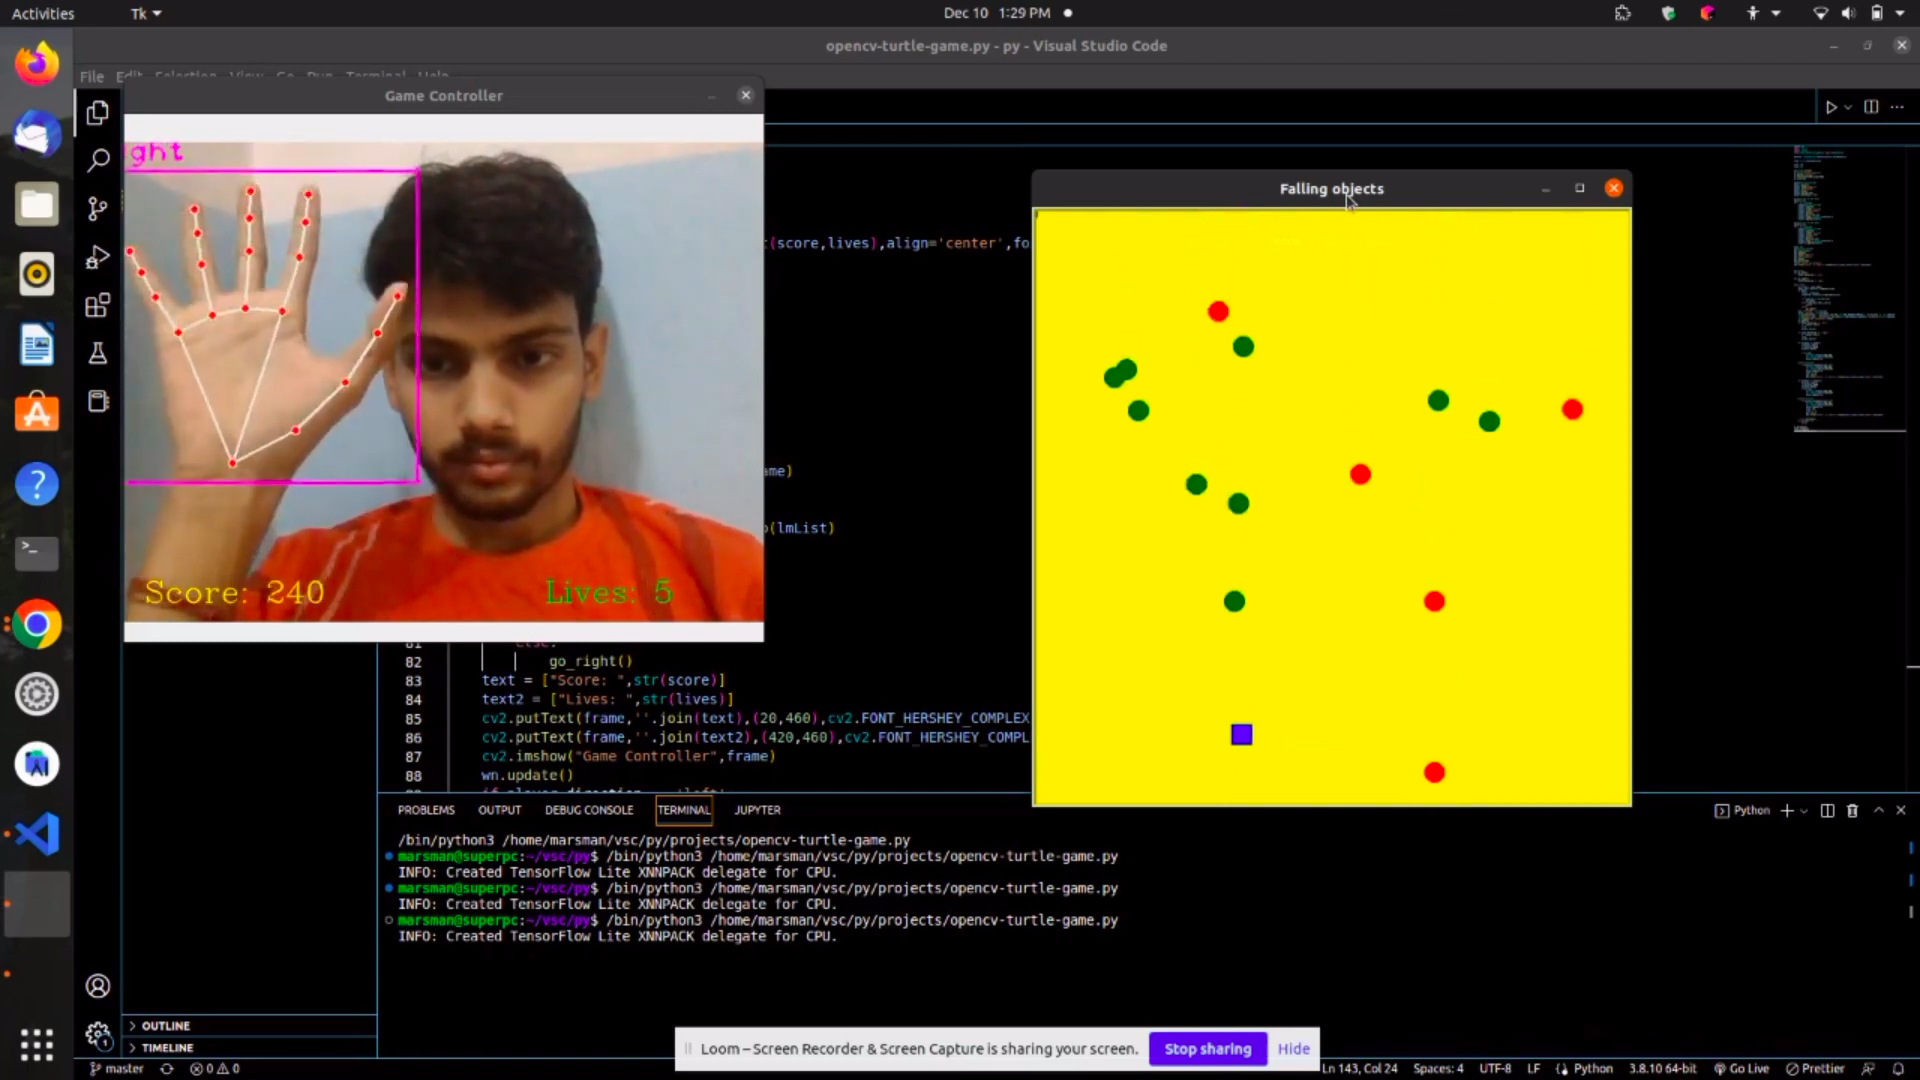 Activities
Tk
Dec 10 1:29 PM
opencv-turtle-game.py - py - Visual Studio Code
File Edit Selection View Go Run Terminal Help
Game Controller
ght
Score: 240
Lives: 5
Falling objects
(score,lives),align='center',fo
ame)
(lmList)
81 else:
82 go_right()
83 text = ["Score: ",str(score)]
84 text2 = ["Lives: ",str(lives)]
85 cv2.putText(frame,''.join(text),(20,460),cv2.FONT_HERSHEY_COMPLEX
86 cv2.putText(frame,''.join(text2),(420,460),cv2.FONT_HERSHEY_COMPL
87 cv2.imshow("Game Controller",frame)
88 wn.update()
PROBLEMS OUTPUT DEBUG CONSOLE TERMINAL JUPYTER
Python
/bin/python3 /home/marsman/vsc/py/projects/opencv-turtle-game.py
marsman@superpc:~/vsc/py$ /bin/python3 /home/marsman/vsc/py/projects/opencv-turtle-game.py
INFO: Created TensorFlow Lite XNNPACK delegate for CPU.
marsman@superpc:~/vsc/py$ /bin/python3 /home/marsman/vsc/py/projects/opencv-turtle-game.py
INFO: Created TensorFlow Lite XNNPACK delegate for CPU.
marsman@superpc:~/vsc/py$ /bin/python3 /home/marsman/vsc/py/projects/opencv-turtle-game.py
INFO: Created TensorFlow Lite XNNPACK delegate for CPU.
OUTLINE
TIMELINE
Loom – Screen Recorder & Screen Capture is sharing your screen.
Stop sharing
Hide
master
0 0
Ln 143, Col 24 Spaces: 4 UTF-8 LF Python 3.8.10 64-bit Go Live Prettier